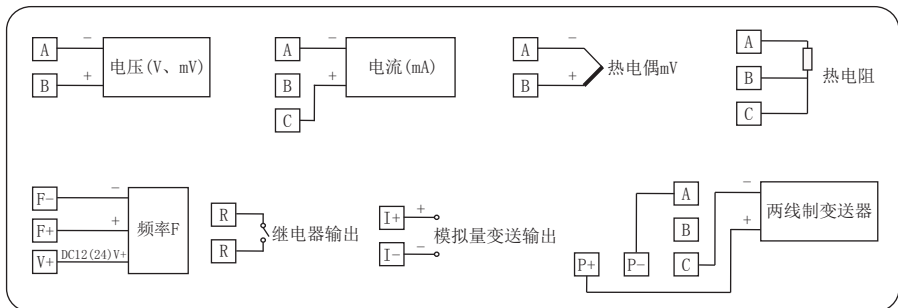 A
−
B
+
电压(V、mV)
A
−
B
+
C
电流(mA)
A
−
B
+
热电偶mV
A
B
C
热电阻
F−
−
F+
+
V+
DC12(24)V+
频率F
R
R
继电器输出
I+
+
I−
−
模拟量变送输出
P+
P−
A
B
C
−
+
两线制变送器